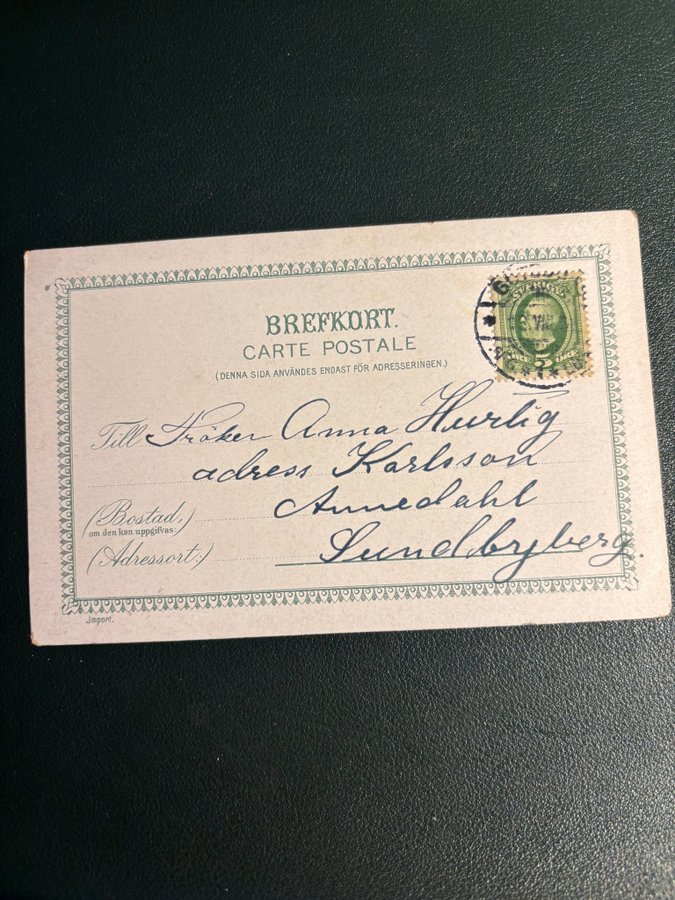 BREFKORT.
CARTE POSTALE
(DENNA SIDA ANVÄNDES ENDAST FÖR ADRESSERINGEN.)
Till Fröken Anna Hurtig
adress Karlsson
(Bostad,) Annedahl
om den kan uppgifvas:
(Adressort:) Sundbyberg.
Import.